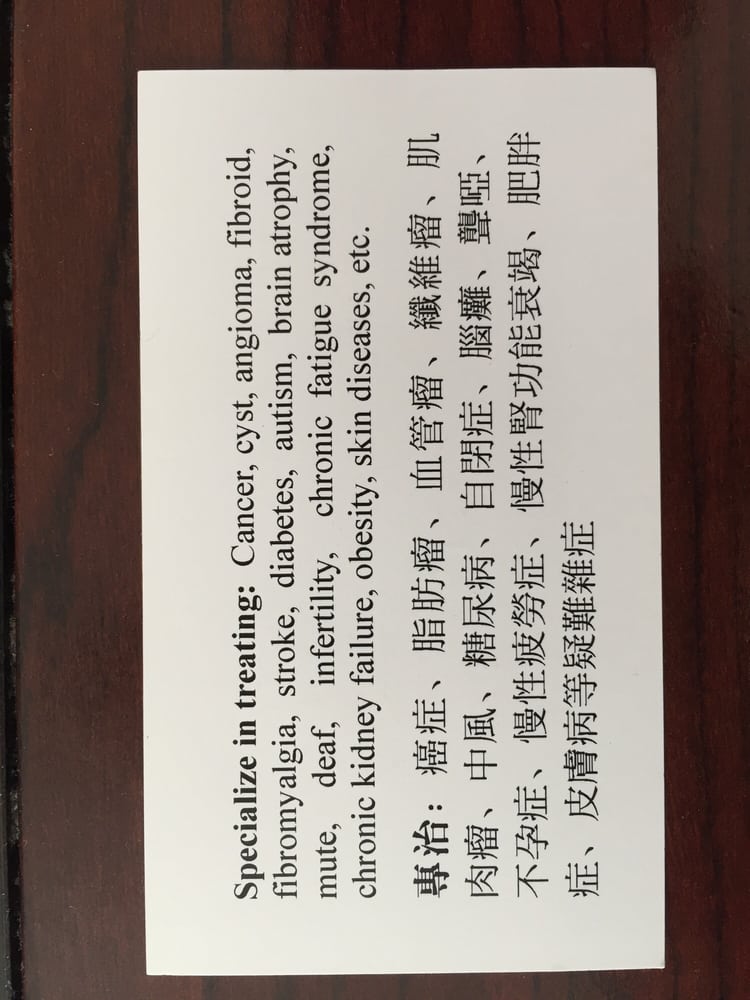 Specialize in treating: Cancer, cyst, angioma, fibroid,
fibromyalgia, stroke, diabetes, autism, brain atrophy,
mute, deaf, infertility, chronic fatigue syndrome,
chronic kidney failure, obesity, skin diseases, etc.
專治：癌症、脂肪瘤、血管瘤、纖維瘤、肌
肉瘤、中風、糖尿病、自閉症、腦癱、聾啞、
不孕症、慢性疲勞症、慢性腎功能衰竭、肥胖
症、皮膚病等疑難雜症